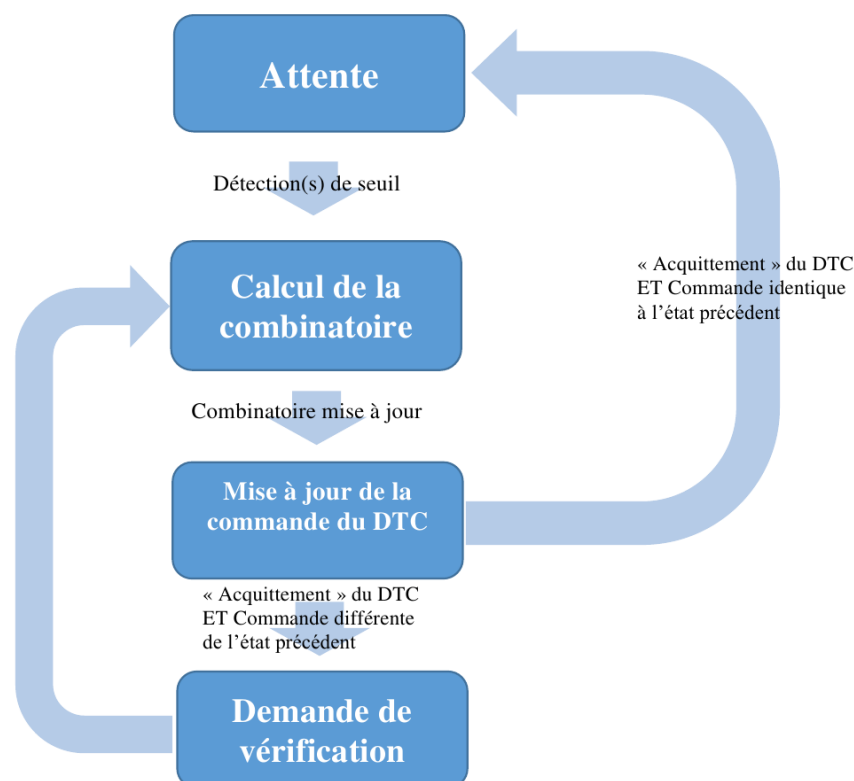 Attente
Détection(s) de seuil
Calcul de la
combinatoire
« Acquittement » du DTC
ET Commande identique
à l’état précédent
Combinatoire mise à jour
Mise à jour de la
commande du DTC
« Acquittement » du DTC
ET Commande différente
de l’état précédent
Demande de
vérification